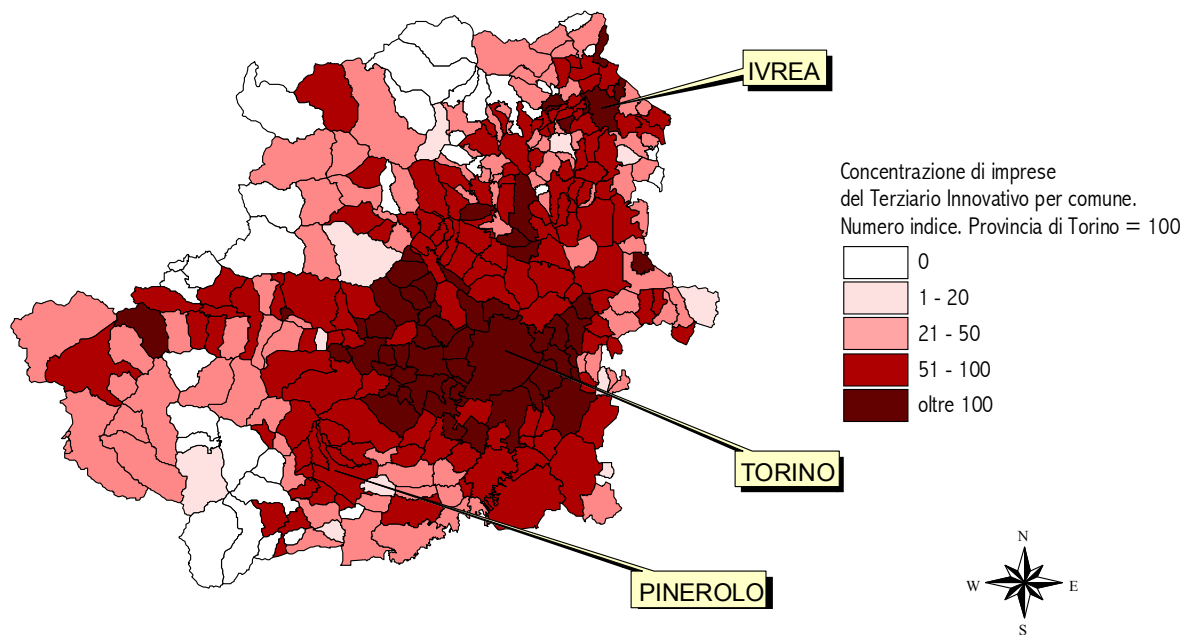 IVREA
Concentrazione di imprese
del Terziario Innovativo per comune.
Numero indice. Provincia di Torino = 100
0
1 - 20
21 - 50
51 - 100
oltre 100
TORINO
PINEROLO
N
W E
S